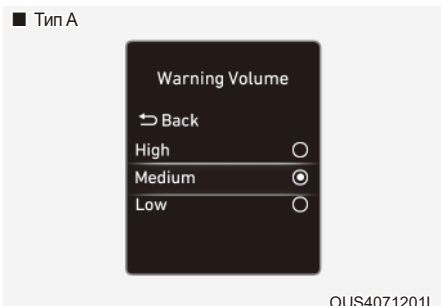 ■ Тип A
Warning Volume
⮌ Back
High
Medium
Low
OUS4071201L